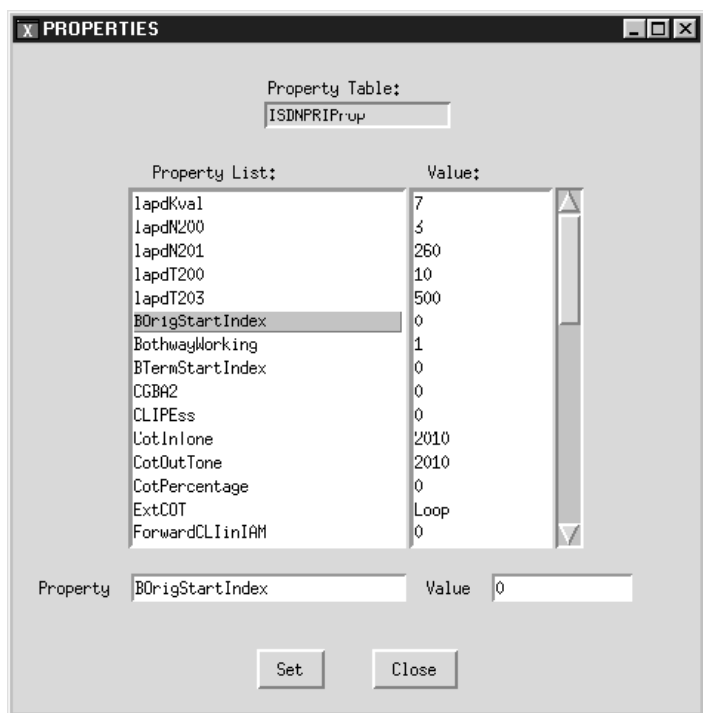 X PROPERTIES
Property Table:
ISDNPRIProp
Property List: Value:
lapdKval 7
lapdN200 3
lapdN201 260
lapdT200 10
lapdT203 500
BOrigStartIndex 0
BothwayWorking 1
BTermStartIndex 0
CGBA2 0
CLIPEss 0
CotInTone 2010
CotOutTone 2010
CotPercentage 0
ExtCOT Loop
ForwardCLIinIAM 0
Property BOrigStartIndex Value 0
Set Close